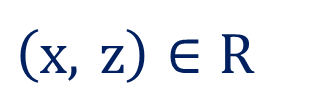 (x, z) ∈ R